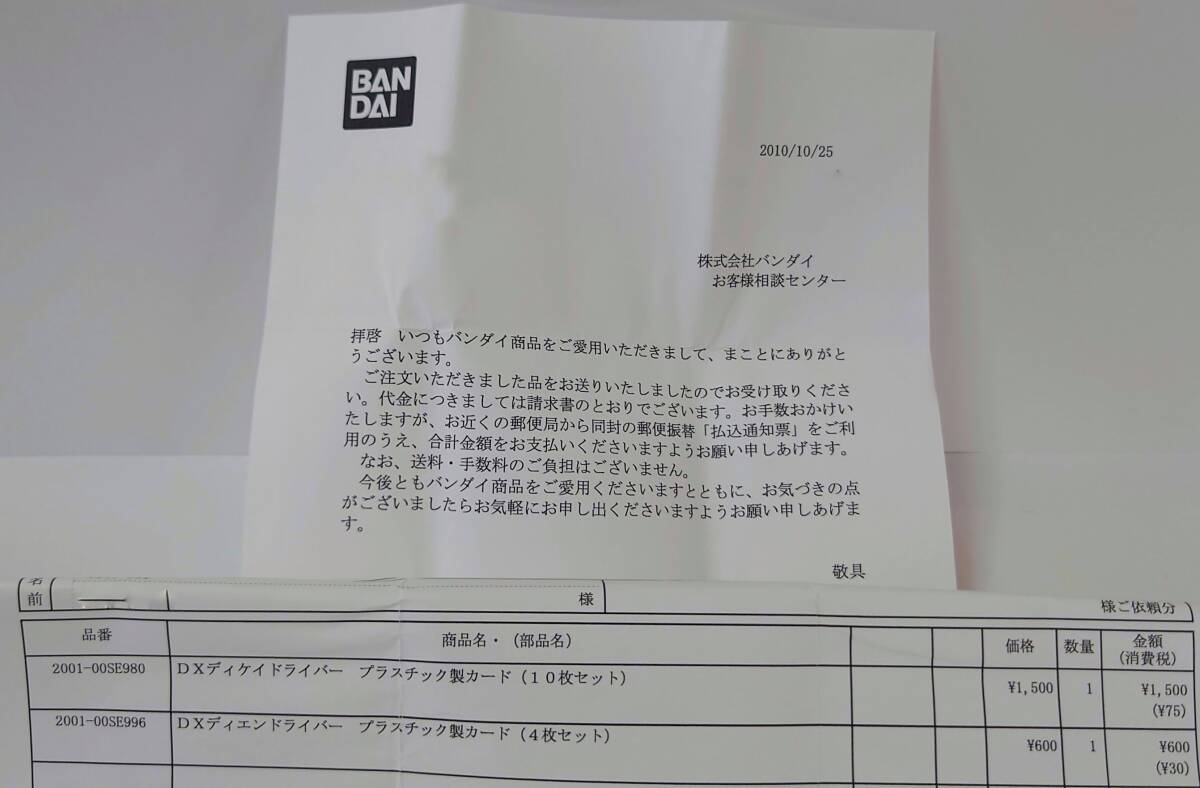 BAN
DAI
2010/10/25
株式会社バンダイ
お客様相談センター
拝啓　いつもバンダイ商品をご愛用いただきまして、まことにありがと
うございます。
ご注文いただきました品をお送りいたしましたのでお受け取りくださ
い。代金につきましては請求書のとおりでございます。お手数おかけい
たしますが、お近くの郵便局から同封の郵便振替「払込通知票」をご利
用のうえ、合計金額をお支払いくださいますようお願い申しあげます。
なお、送料・手数料のご負担はございません。
今後ともバンダイ商品をご愛用くださいますとともに、お気づきの点
がございましたらお気軽にお申し出くださいますようお願い申しあげま
す。
敬具
名前　様　様ご依頼分
品番　商品名・（部品名）　価格　数量　金額（消費税）
2001-00SE980　ＤＸディケイドライバー　プラスチック製カード（１０枚セット）　¥1,500　1　¥1,500
(¥75)
2001-00SE996　ＤＸディエンドライバー　プラスチック製カード（４枚セット）　¥600　1　¥600
(¥30)